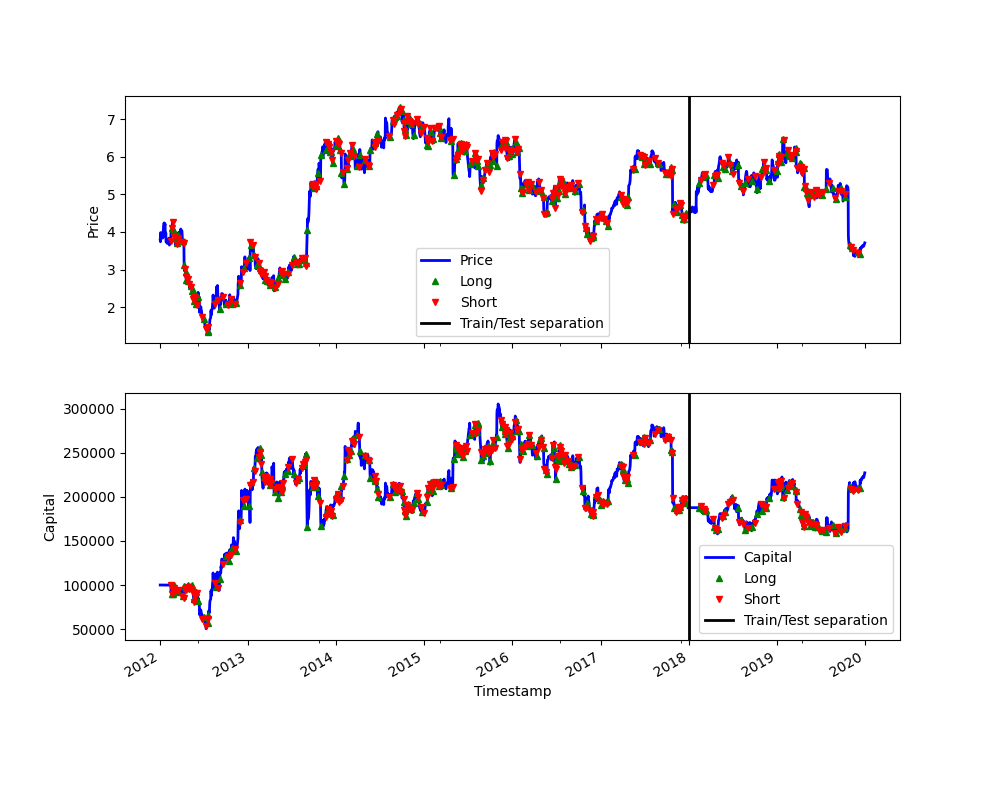 7
6
5
4
3
2
Price
Price
Long
Short
Train/Test separation
300000
250000
200000
150000
100000
50000
Capital
Capital
Long
Short
Train/Test separation
2012 2013 2014 2015 2016 2017 2018 2019 2020
Timestamp